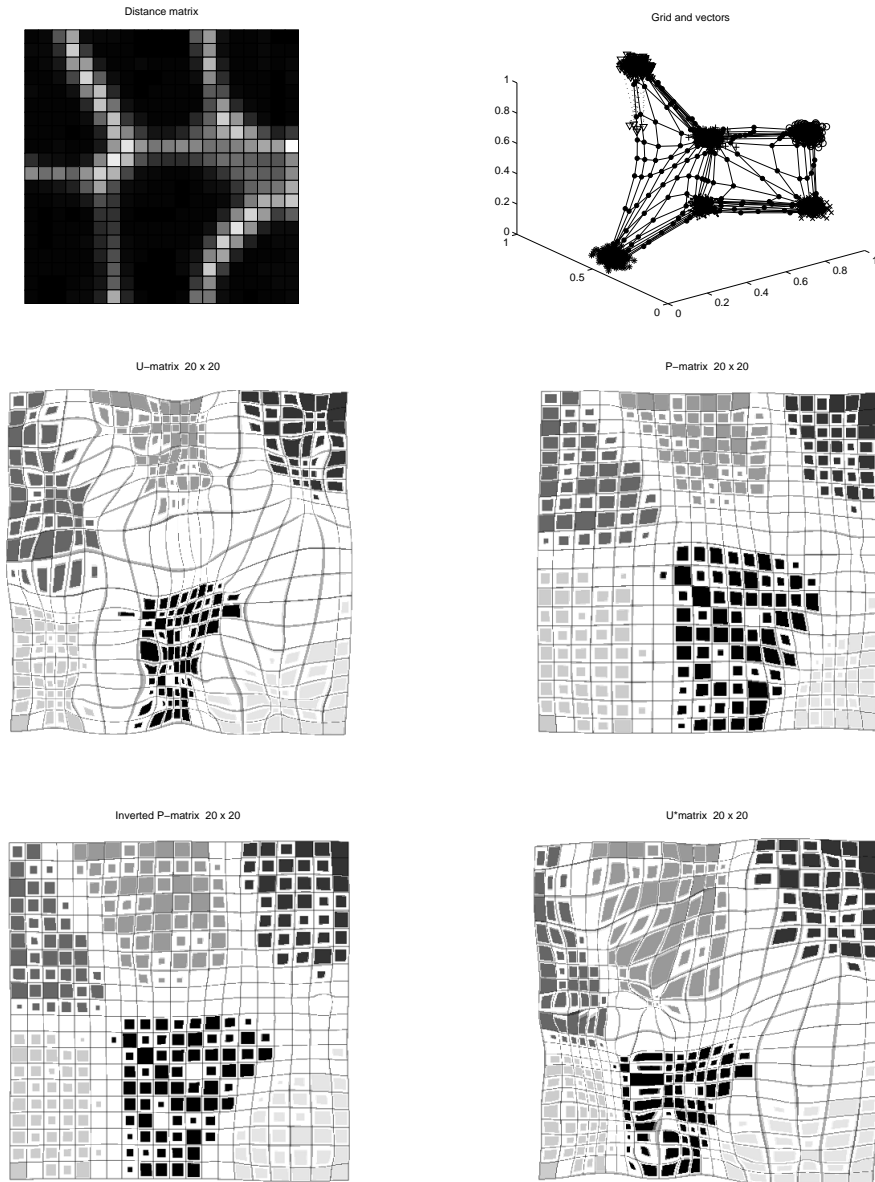 Distance matrix
Grid and vectors
1
0.8
0.6
0.4
0.2
0
1
0.5
0
0
0.2
0.4
0.6
0.8
1
U−matrix 20 x 20
P−matrix 20 x 20
Inverted P−matrix 20 x 20
U*matrix 20 x 20